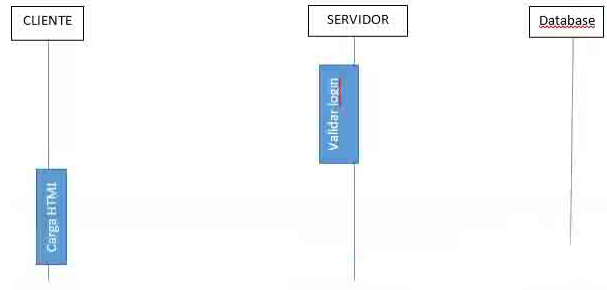 CLIENTE
SERVIDOR
Database
Validar login
Carga HTML